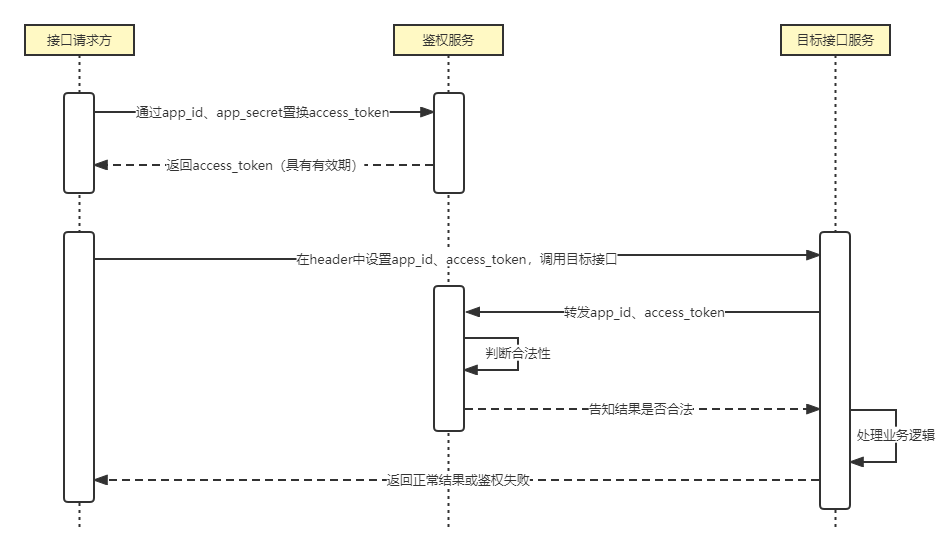 接口请求方
鉴权服务
目标接口服务
通过app_id、app_secret置换access_token
返回access_token（具有有效期）
在header中设置app_id、access_token，调用目标接口
转发app_id、access_token
判断合法性
告知结果是否合法
处理业务逻辑
返回正常结果或鉴权失败